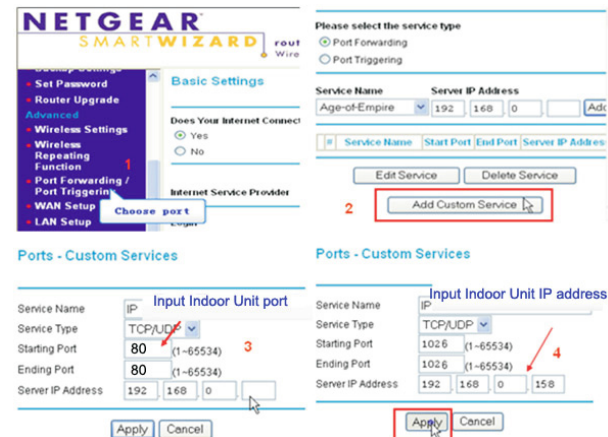 NETGEAR
SMARTWIZARD rout
Wire
Backup Settings
Set Password
Router Upgrade
Advanced
Wireless Settings
Wireless
Repeating
Function
Port Forwarding /
Port Triggering
WAN Setup
LAN Setup
1
Choose port
Basic Settings
Does Your Internet Connect
Yes
No
Internet Service Provider
Login
Please select the service type
Port Forwarding
Port Triggering
Service Name Server IP Address
Age-of-Empire 192 168 0 Add
# Service Name Start Port End Port Server IP Address
Edit Service Delete Service
2 Add Custom Service
Ports - Custom Services
Input Indoor Unit port
Service Name IP
Service Type TCP/UDP
Starting Port 80 (1~65534) 3
Ending Port 80 (1~65534)
Server IP Address 192 168 0
Apply Cancel
Ports - Custom Services
Input Indoor Unit IP address
Service Name IP
Service Type TCP/UDP
Starting Port 1026 (1~65534)
4
Ending Port 1026 (1~65534)
Server IP Address 192 168 0 158
Apply Cancel